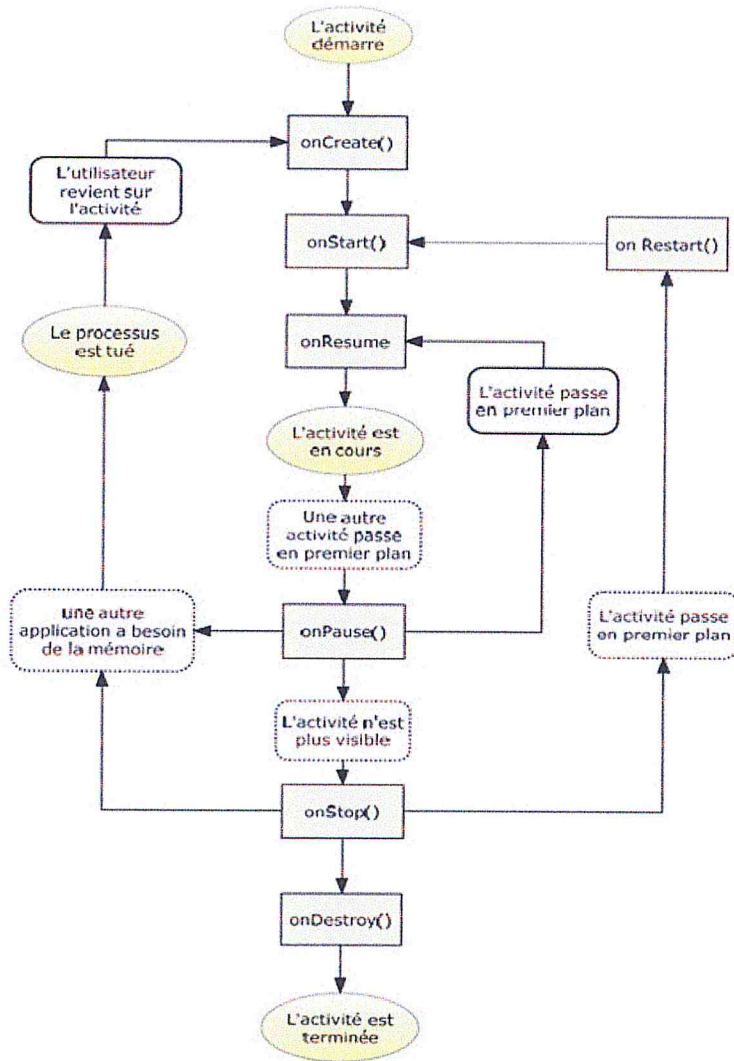 L'activité
démarre
onCreate()
L'utilisateur
revient sur
l'activité
onStart()
on Restart()
Le processus
est tué
onResume
L'activité passe
en premier plan
L'activité est
en cours
Une autre
activité passe
en premier plan
une autre
application a besoin
de la mémoire
onPause()
L'activité passe
en premier plan
L'activité n'est
plus visible
onStop()
onDestroy()
L'activité est
terminée